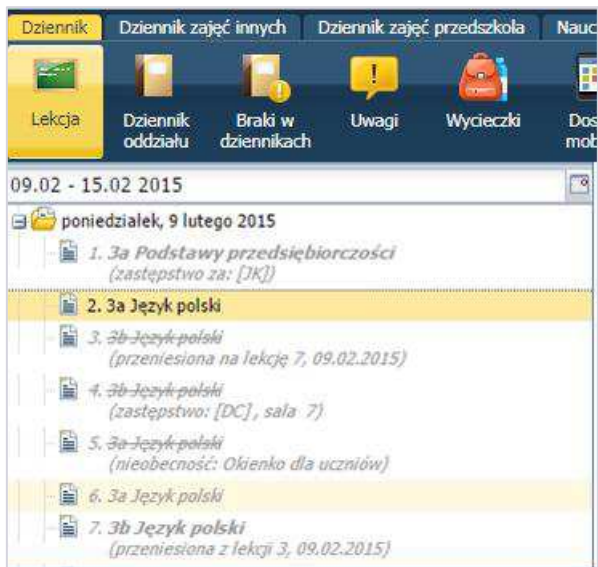 Dziennik Dziennik zajęć innych Dziennik zajęć przedszkola Nauc
Lekcja Dziennik oddziału Braki w dziennikach Uwagi Wycieczki Dos mob
09.02 - 15.02 2015
poniedziałek, 9 lutego 2015
1. 3a Podstawy przedsiębiorczości
(zastępstwo za: [JK])
2. 3a Język polski
3. 3b Język polski
(przeniesiona na lekcję 7, 09.02.2015)
4. 3b Język polski
(zastępstwo: [DC] , sala 7)
5. 3a Język polski
(nieobecność: Okienko dla uczniów)
6. 3a Język polski
7. 3b Język polski
(przeniesiona z lekcji 3, 09.02.2015)